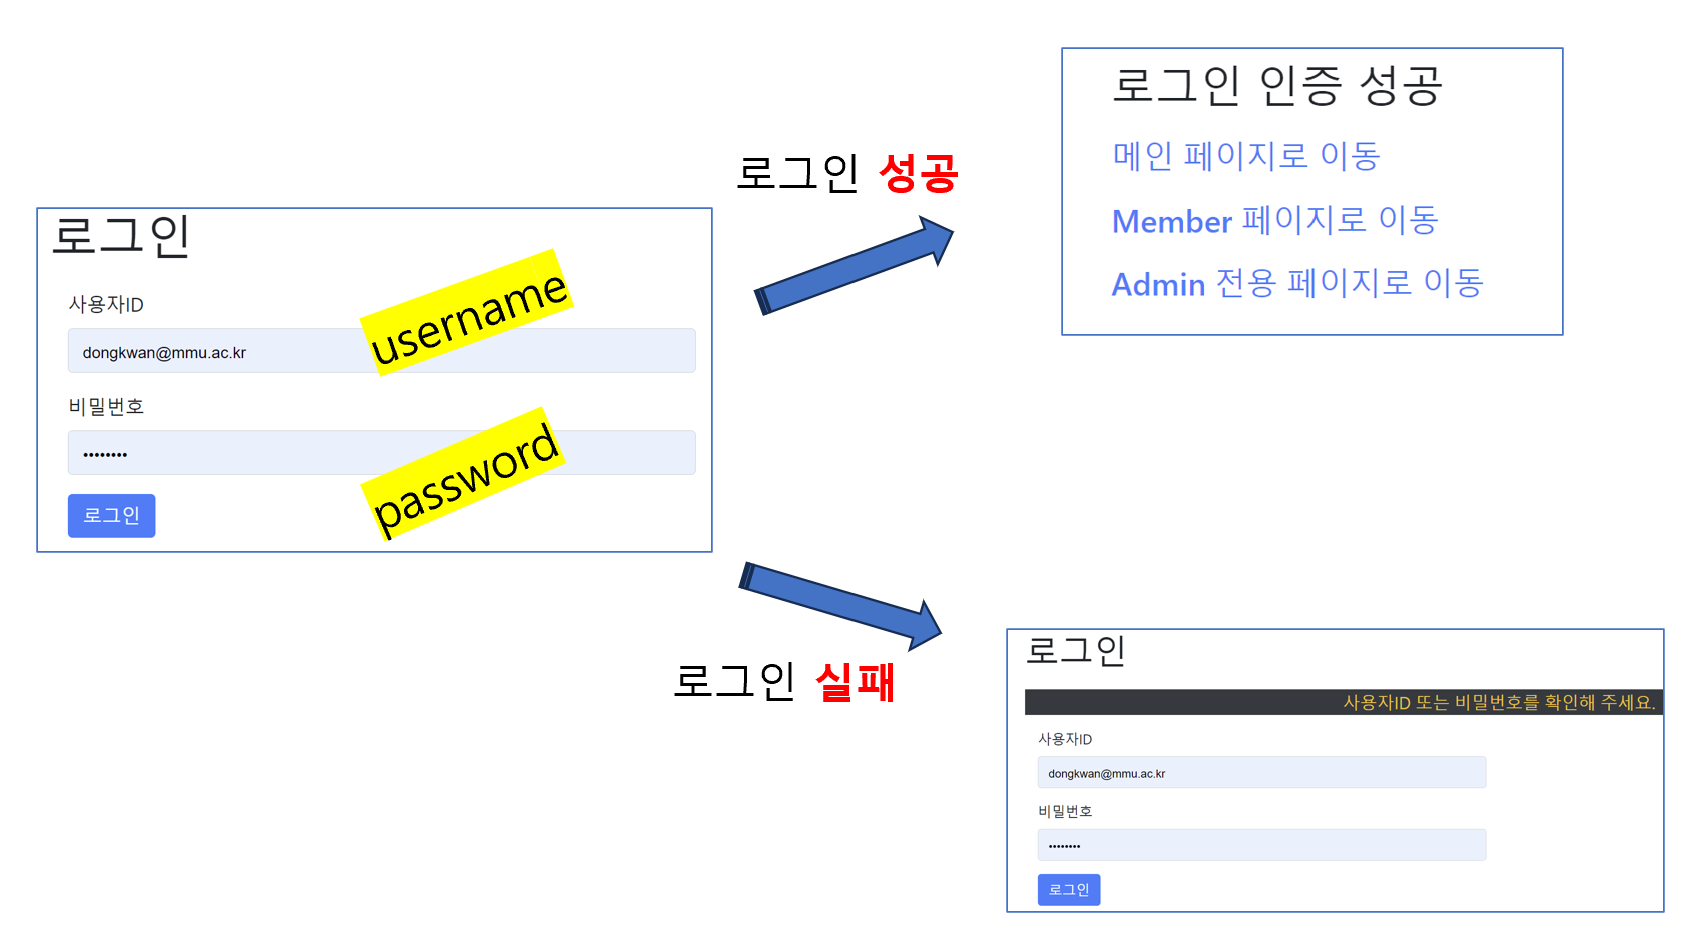 로그인
사용자ID
dongkwan@mmu.ac.kr
username
비밀번호
••••••••
password
로그인
로그인 성공
로그인 인증 성공
메인 페이지로 이동
Member 페이지로 이동
Admin 전용 페이지로 이동
로그인 실패
로그인
사용자ID 또는 비밀번호를 확인해 주세요.
사용자ID
dongkwan@mmu.ac.kr
비밀번호
••••••••
로그인